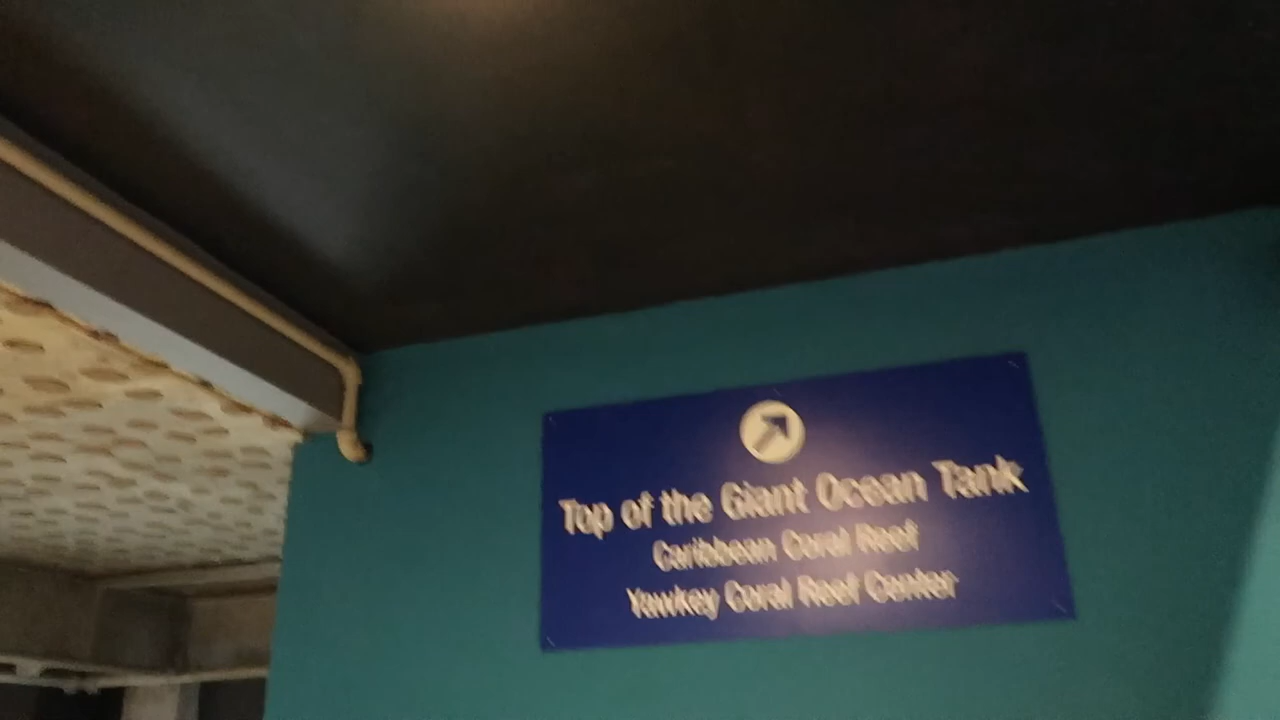 Top of the Giant Ocean Tank
Caribbean Coral Reef
Yawkey Coral Reef Center